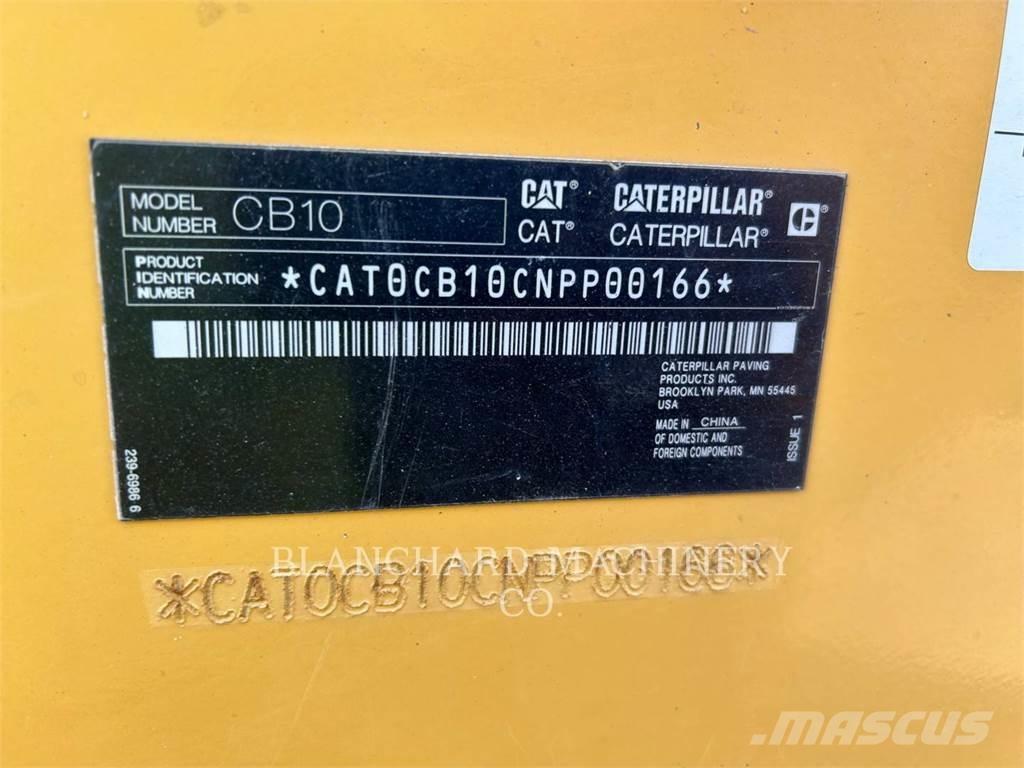 MODEL
NUMBER CB10
CAT® CATERPILLAR®
CAT® CATERPILLAR®
PRODUCT
IDENTIFICATION
NUMBER *CAT0CB10CNPP00166*
CATERPILLAR PAVING
PRODUCTS INC.
BROOKLYN PARK, MN 55445
USA
MADE IN CHINA
OF DOMESTIC AND
FOREIGN COMPONENTS
ISSUE 1
239-6986 6
*CAT0CB10CNPP00166*
BLANCHARD MACHINERY
CO.
MASCUS